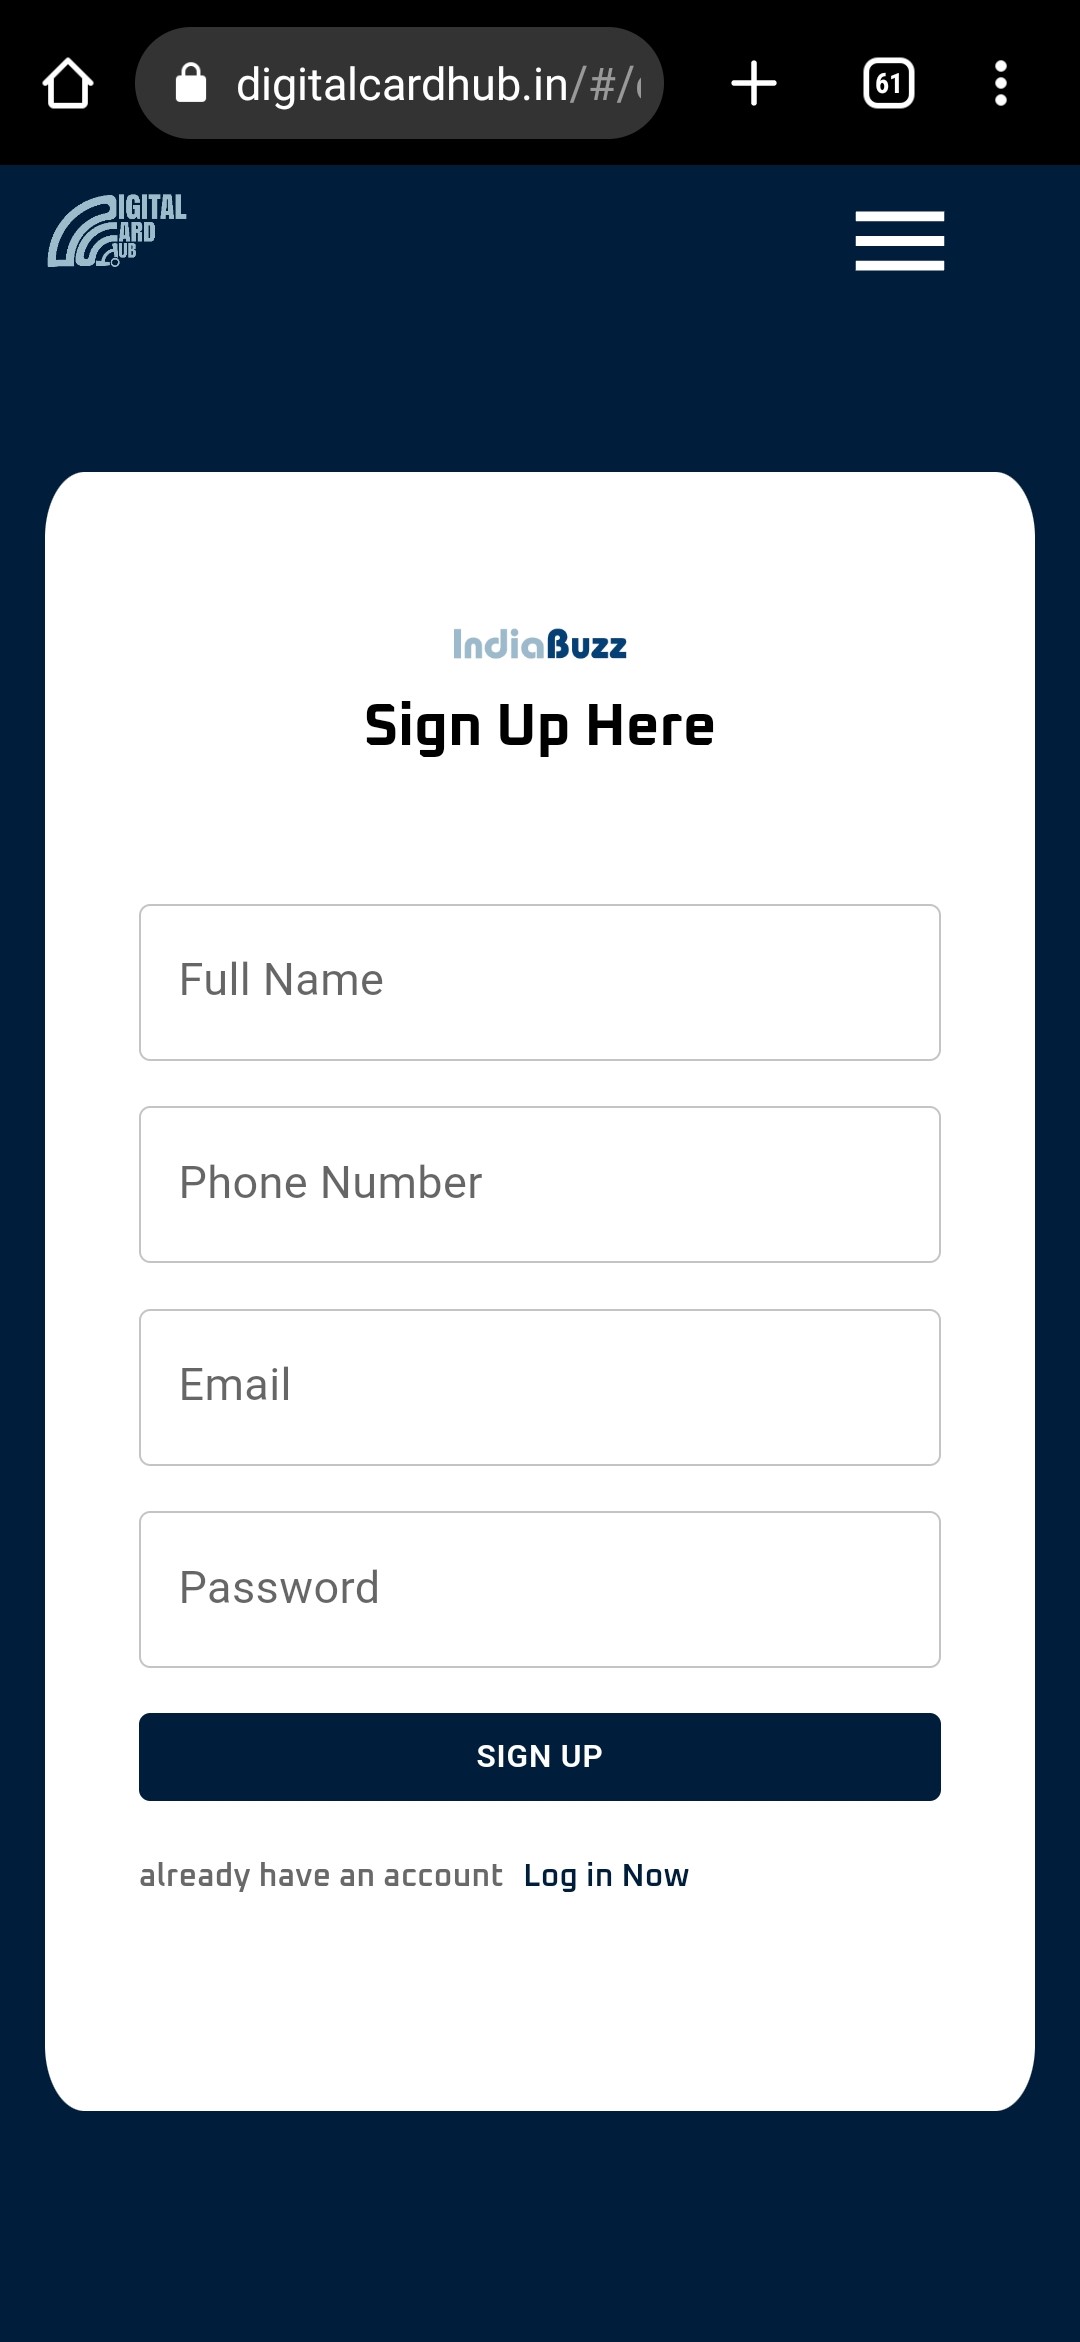 digitalcardhub.in/#/
61
IGITAL
ARD
UB
IndiaBuzz
Sign Up Here
Full Name
Phone Number
Email
Password
SIGN UP
already have an account Log in Now